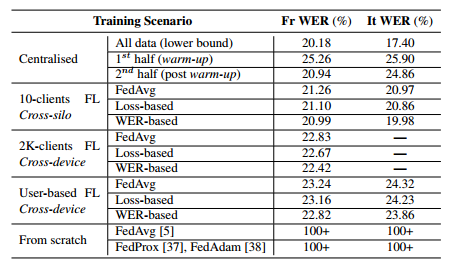 Training Scenario Fr WER (%) It WER (%)
Centralised
All data (lower bound) 20.18 17.40
1st half (warm-up) 25.26 25.90
2nd half (post warm-up) 20.94 24.86
10-clients FL
Cross-silo
FedAvg 21.26 20.97
Loss-based 21.10 20.86
WER-based 20.99 19.98
2K-clients FL
Cross-device
FedAvg 22.83 —
Loss-based 22.67 —
WER-based 22.42 —
User-based FL
Cross-device
FedAvg 23.24 24.32
Loss-based 23.16 24.23
WER-based 22.82 23.86
From scratch
FedAvg [5] 100+ 100+
FedProx [37], FedAdam [38] 100+ 100+